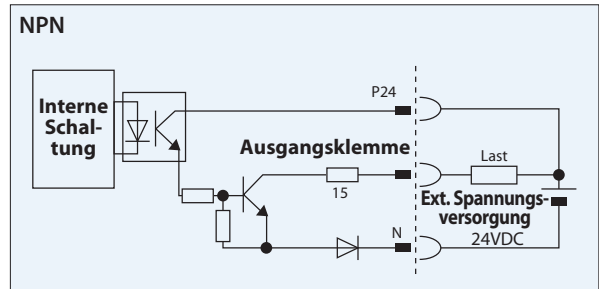 NPN
P24
Interne
Schal-
tung
Ausgangsklemme
Last
15
Ext. Spannungs-
versorgung
N
24VDC